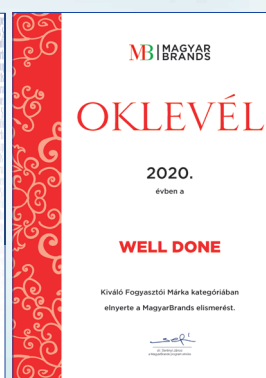 MB | MAGYAR
BRANDS
OKLEVÉL
2020.
évben a
WELL DONE
Kiváló Fogyasztói Márka kategóriában
elnyerte a MagyarBrands elismerést.